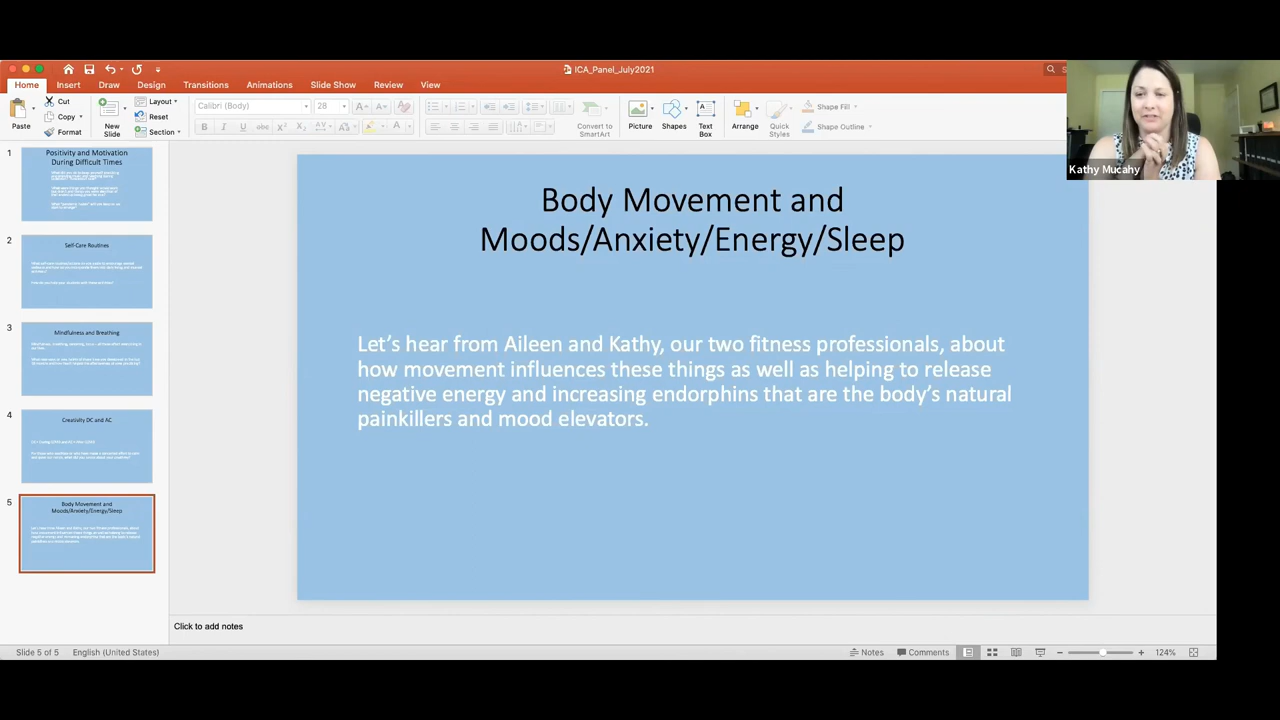 ICA_Panel_July2021
Home Insert Draw Design Transitions Animations Slide Show Review View
Paste
Cut
Copy
Format
New
Slide
Layout
Reset
Section
Calibri (Body) 28
Convert to
SmartArt
Picture
Shapes
Text
Box
Arrange
Quick
Styles
Shape Fill
Shape Outline
Kathy Mucahy
1
Positivity and Motivation
During Difficult Times
2
Self-Care Routines
3
Mindfulness and Breathing
4
Creativity DC and AC
5
Body Movement and
Moods/Anxiety/Energy/Sleep
Body Movement and
Moods/Anxiety/Energy/Sleep
Let's hear from Aileen and Kathy, our two fitness professionals, about
how movement influences these things as well as helping to release
negative energy and increasing endorphins that are the body's natural
painkillers and mood elevators.
Click to add notes
Slide 5 of 5 English (United States)
Notes Comments 124%